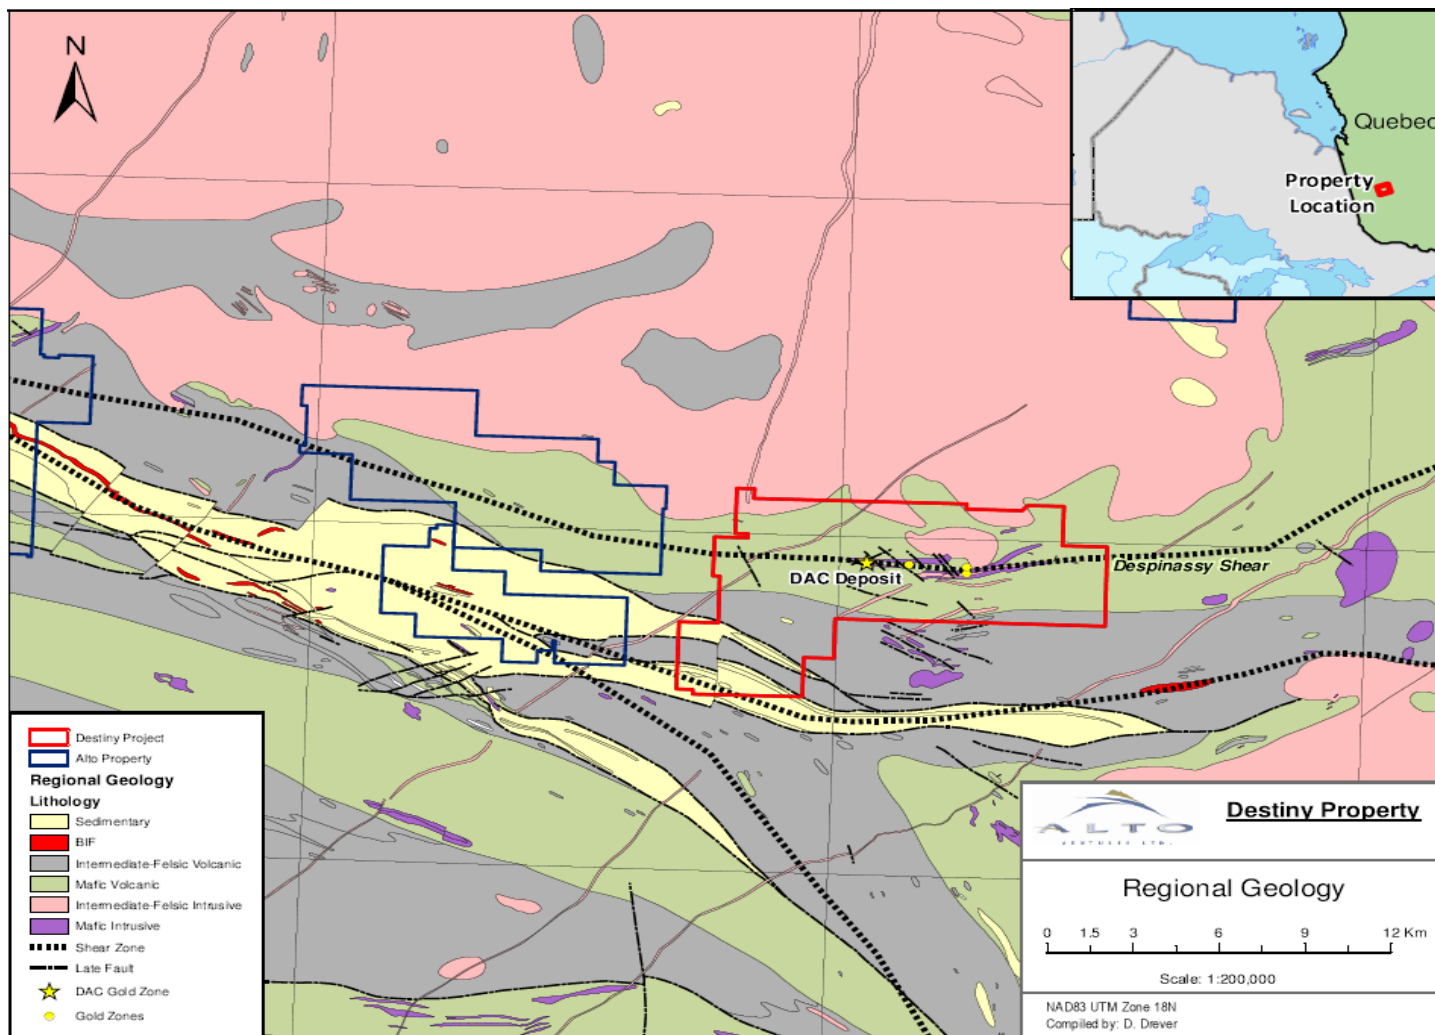 N
Quebec
Property
Location
DAC Deposit
Despinassy Shear
Destiny Project
Alto Property
Regional Geology
Lithology
Sedimentary
BIF
Intermediate-Felsic Volcanic
Mafic Volcanic
Intermediate-Felsic Intrusive
Mafic Intrusive
Shear Zone
Late Fault
DAC Gold Zone
Gold Zones
ALTO
VENTURES LTD.
Destiny Property
Regional Geology
0 1.5 3 6 9 12 Km
Scale: 1:200,000
NAD83 UTM Zone 18N
Compiled by: D. Drever